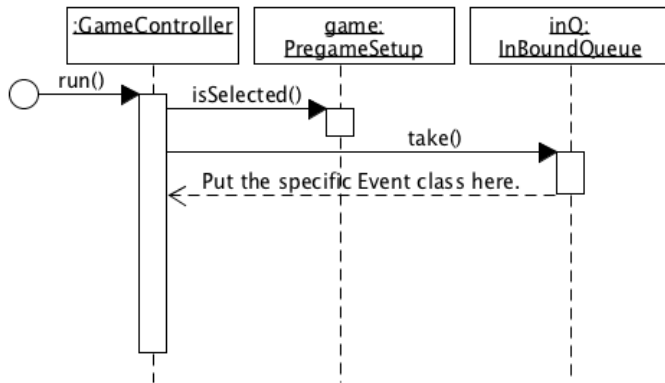 :GameController
game:
PregameSetup
inQ:
InBoundQueue
run()
isSelected()
take()
Put the specific Event class here.